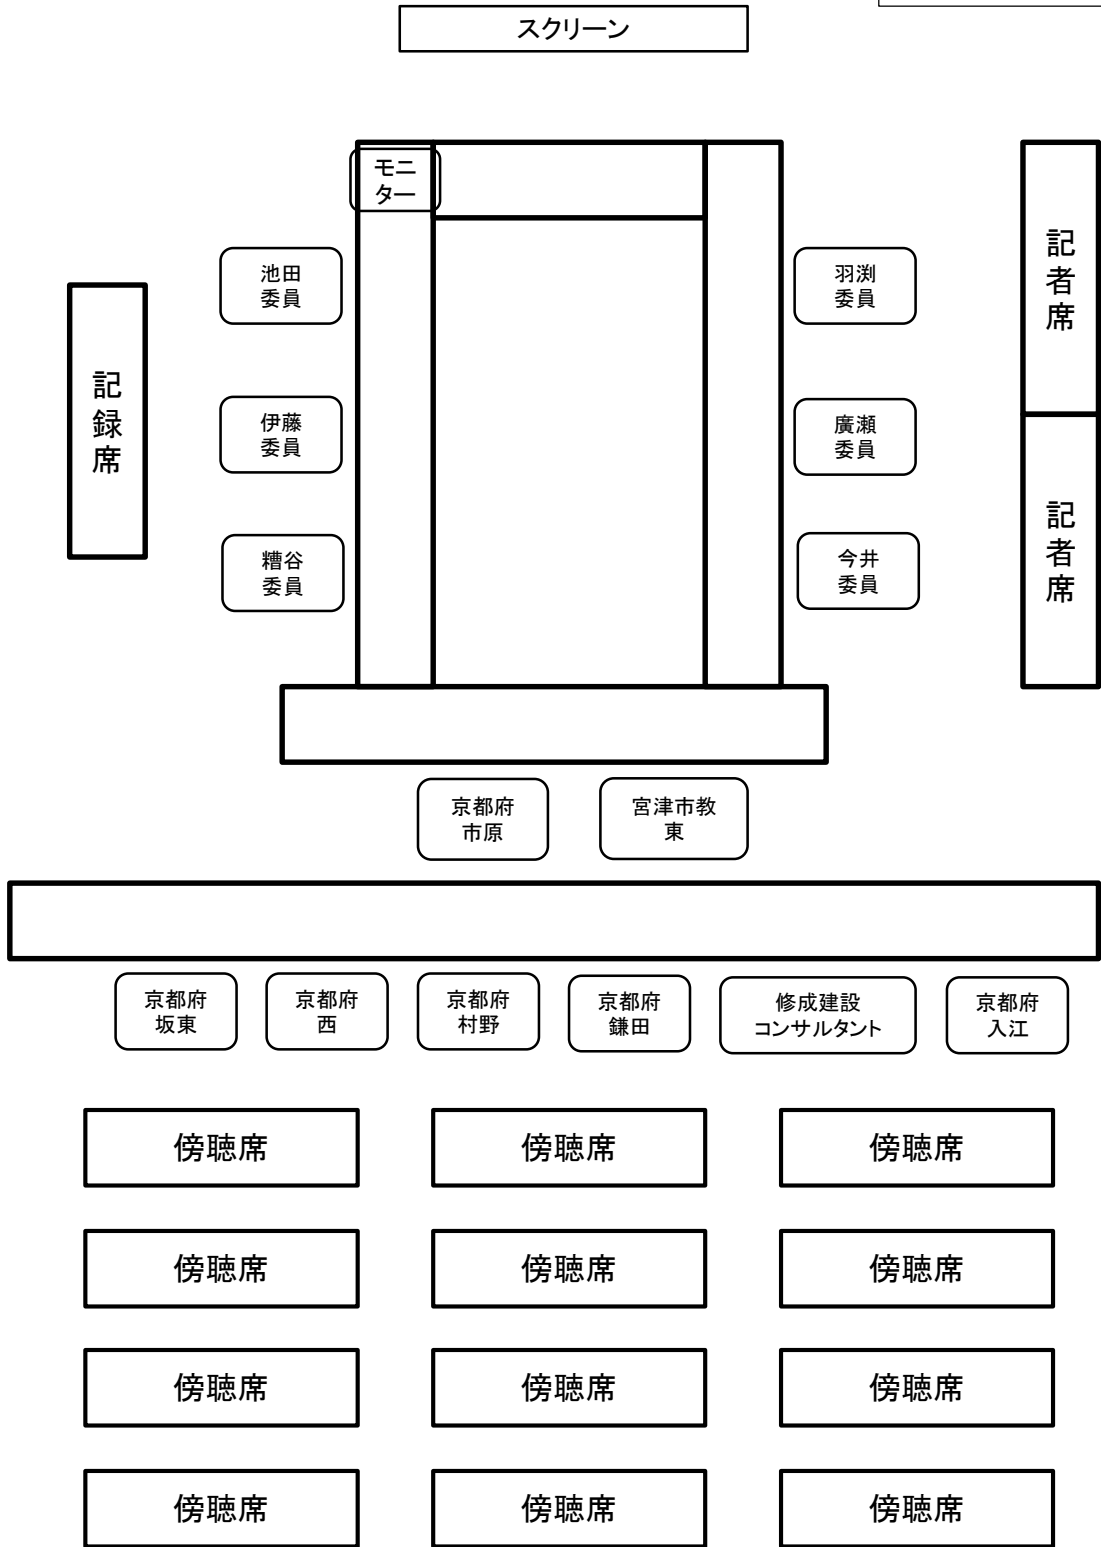 スクリーン
モニ
ター
池田
委員
羽渕
委員
記者席
記録席
伊藤
委員
廣瀬
委員
糟谷
委員
今井
委員
記者席
京都府
市原
宮津市教
東
京都府
坂東
京都府
西
京都府
村野
京都府
鎌田
修成建設
コンサルタント
京都府
入江
傍聴席
傍聴席
傍聴席
傍聴席
傍聴席
傍聴席
傍聴席
傍聴席
傍聴席
傍聴席
傍聴席
傍聴席